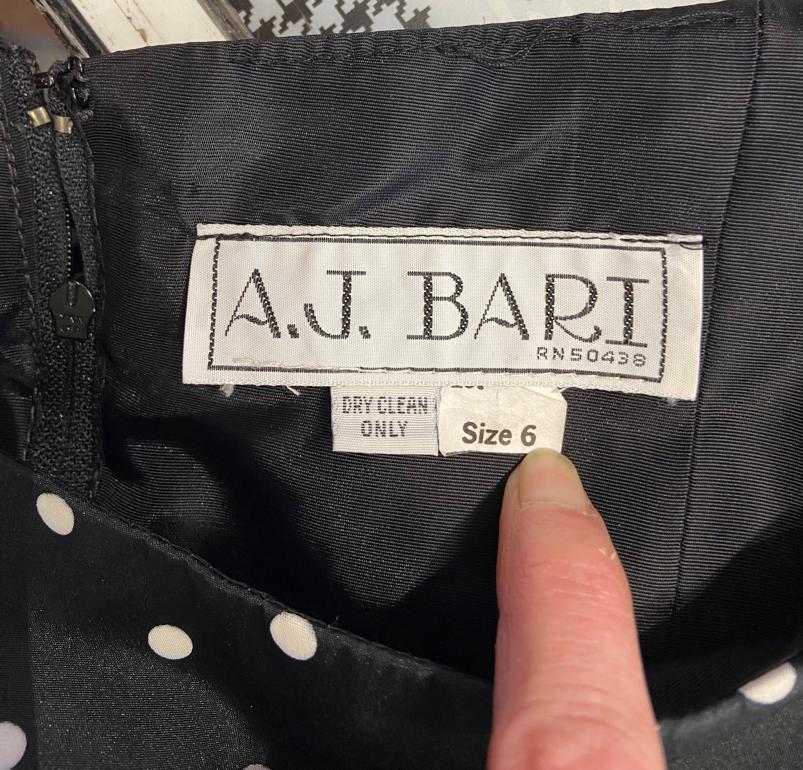 A.J. BARI
RN50438
DRY CLEAN
ONLY
Size 6